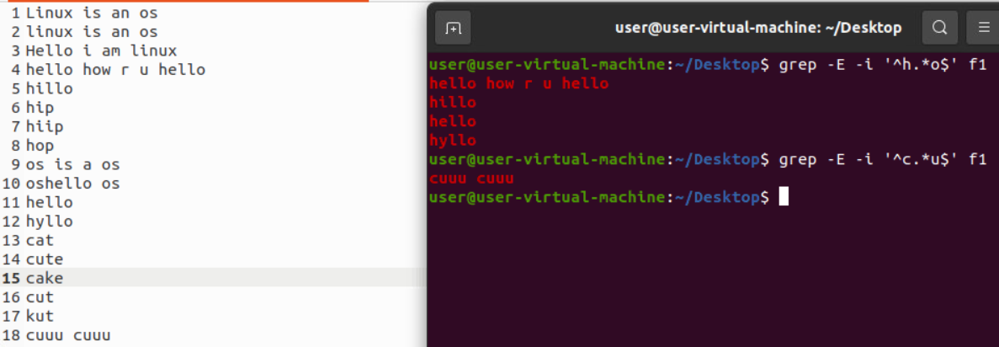 1 Linux is an os
2 linux is an os
3 Hello i am linux
4 hello how r u hello
5 hillo
6 hip
7 hiip
8 hop
9 os is a os
10 oshello os
11 hello
12 hyllo
13 cat
14 cute
15 cake
16 cut
17 kut
18 cuuu cuuu
user@user-virtual-machine: ~/Desktop
user@user-virtual-machine:~/Desktop$ grep -E -i '^h.*o$' f1
hello how r u hello
hillo
hello
hyllo
user@user-virtual-machine:~/Desktop$ grep -E -i '^c.*u$' f1
cuuu cuuu
user@user-virtual-machine:~/Desktop$